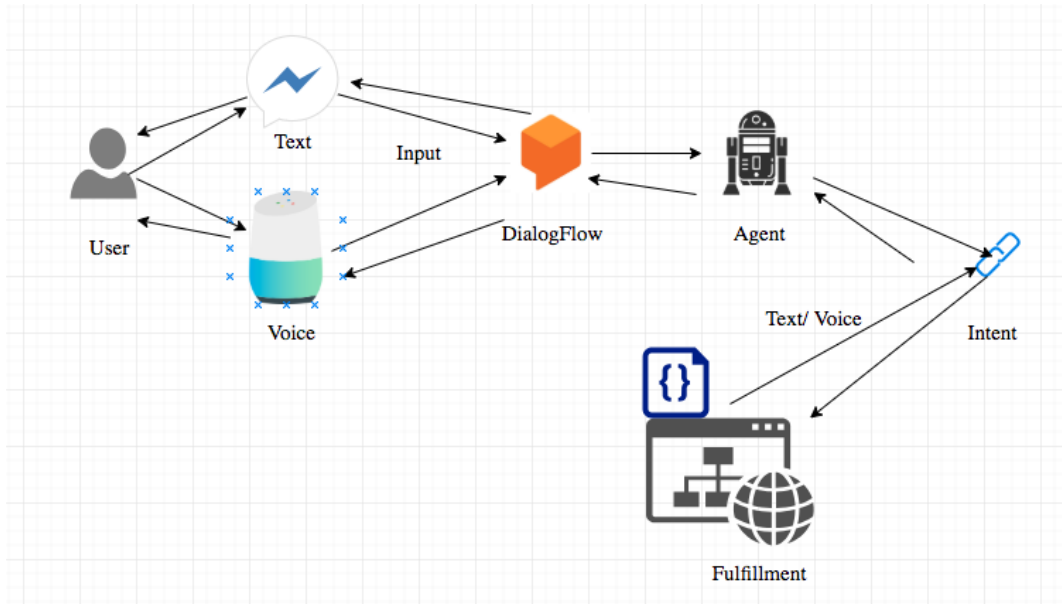 Text
Input
User
DialogFlow
Agent
Voice
Text/ Voice
Intent
{}
Fulfillment